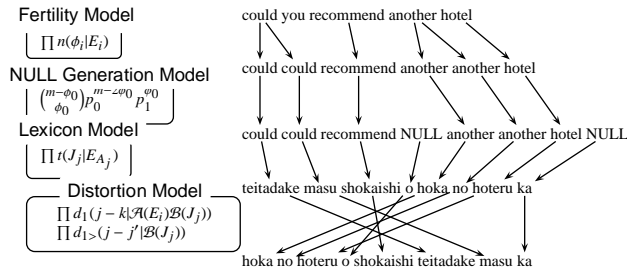 Fertility Model
∏ n(ϕ_i|E_i)
NULL Generation Model
(m−ϕ_0 ϕ_0) p_0^{m−2ϕ_0} p_1^{ϕ_0}
Lexicon Model
∏ t(J_j|E_{A_j})
Distortion Model
∏ d_1(j − k|𝒜(E_i)ℬ(J_j))
∏ d_{1>}(j − j′|ℬ(J_j))
could you recommend another hotel
could could recommend another another hotel
could could recommend NULL another another hotel NULL
teitadake masu shokaishi o hoka no hoteru ka
hoka no hoteru o shokaishi teitadake masu ka